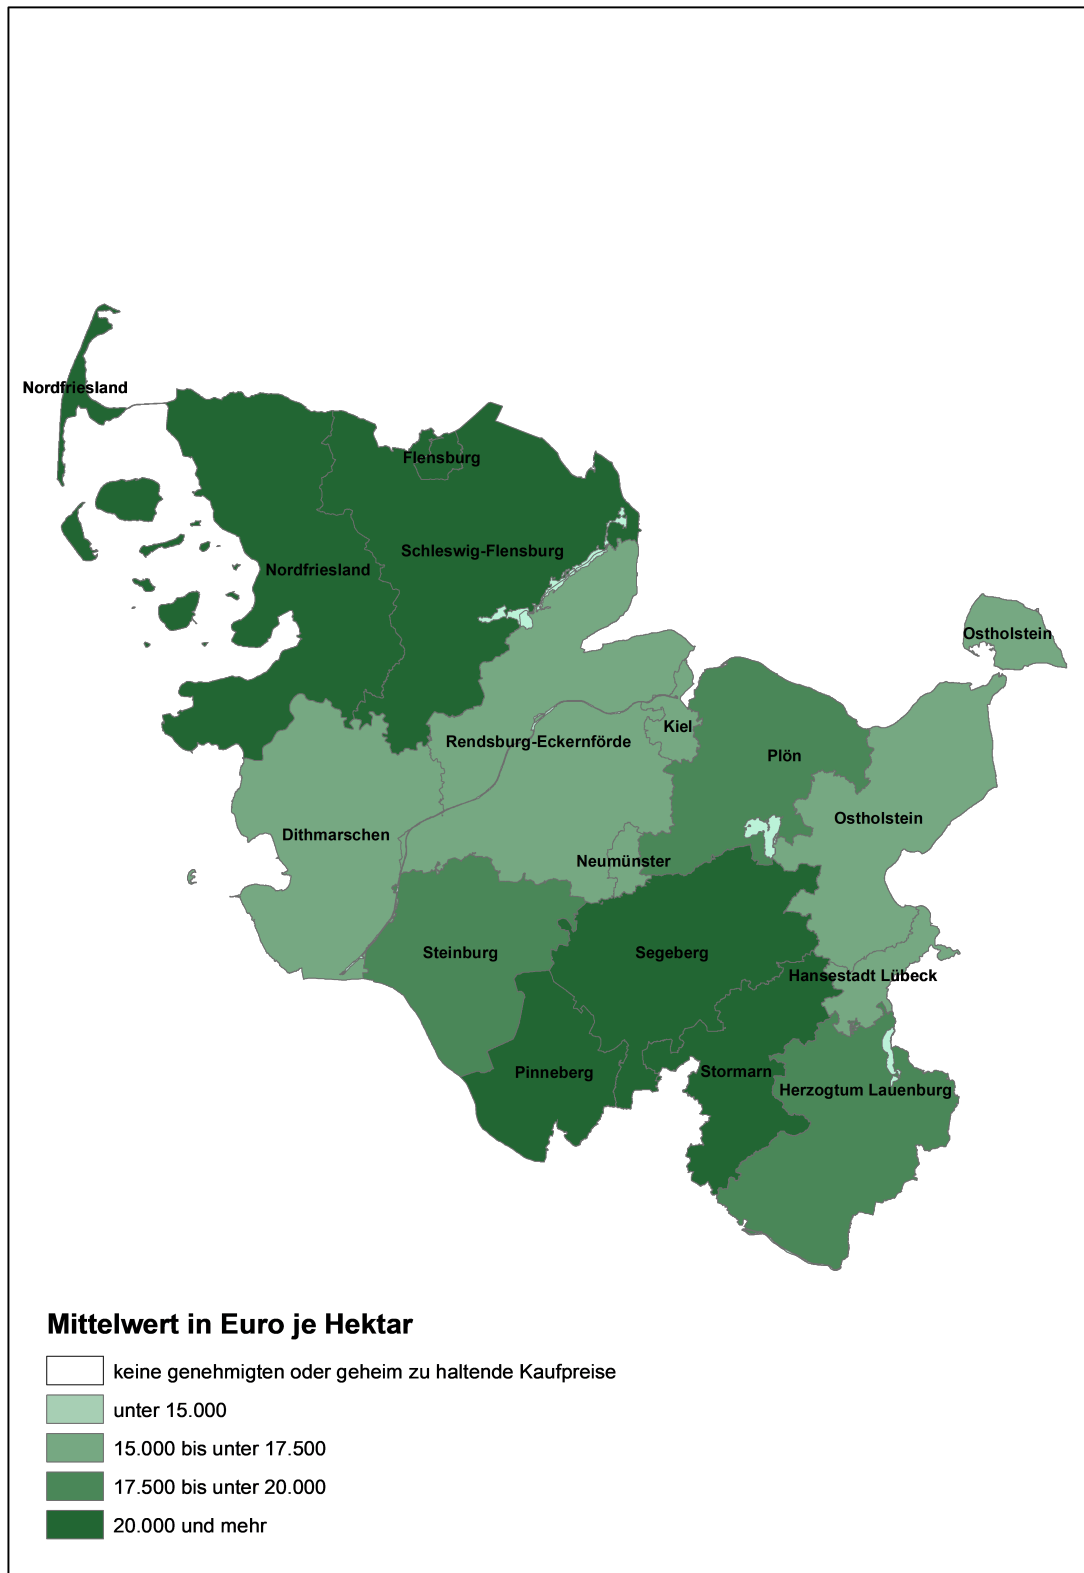 Nordfriesland
Flensburg
Schleswig-Flensburg
Nordfriesland
Ostholstein
Kiel
Rendsburg-Eckernförde
Plön
Ostholstein
Dithmarschen
Neumünster
Steinburg
Segeberg
Hansestadt Lübeck
Pinneberg
Stormarn
Herzogtum Lauenburg
Mittelwert in Euro je Hektar
keine genehmigten oder geheim zu haltende Kaufpreise
unter 15.000
15.000 bis unter 17.500
17.500 bis unter 20.000
20.000 und mehr